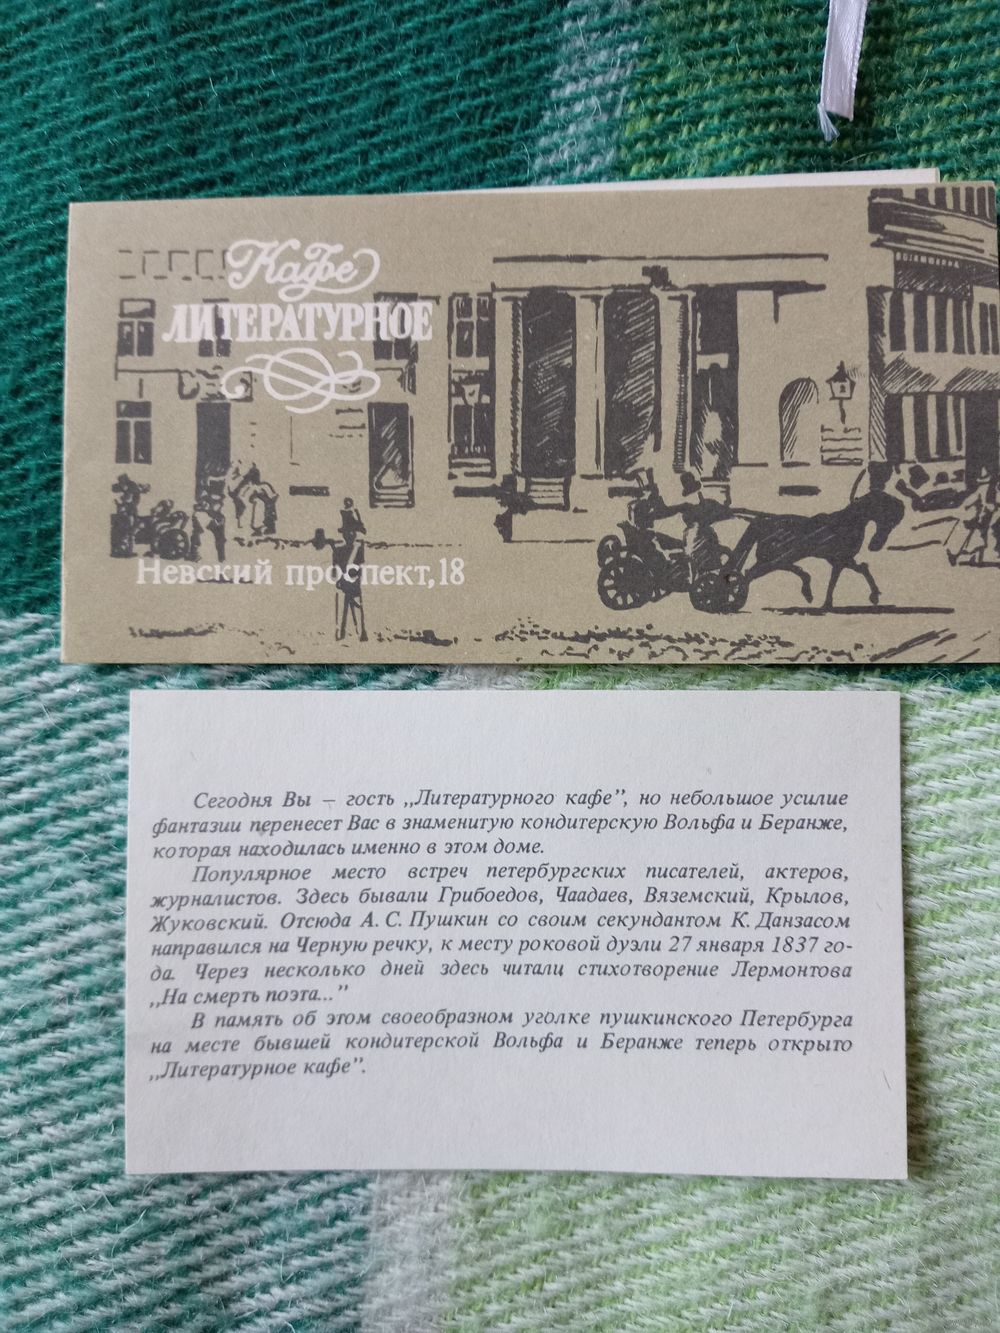 Кафе
ЛИТЕРАТУРНОЕ
Невский проспект, 18
Сегодня Вы — гость „Литературного кафе”, но небольшое усилие
фантазии перенесет Вас в знаменитую кондитерскую Вольфа и Беранже,
которая находилась именно в этом доме.
Популярное место встреч петербургских писателей, актеров,
журналистов. Здесь бывали Грибоедов, Чаадаев, Вяземский, Крылов,
Жуковский. Отсюда А. С. Пушкин со своим секундантом К. Данзасом
направился на Черную речку, к месту роковой дуэли 27 января 1837 го-
да. Через несколько дней здесь читали стихотворение Лермонтова
„На смерть поэта...”
В память об этом своеобразном уголке пушкинского Петербурга
на месте бывшей кондитерской Вольфа и Беранже теперь открыто
„Литературное кафе”.